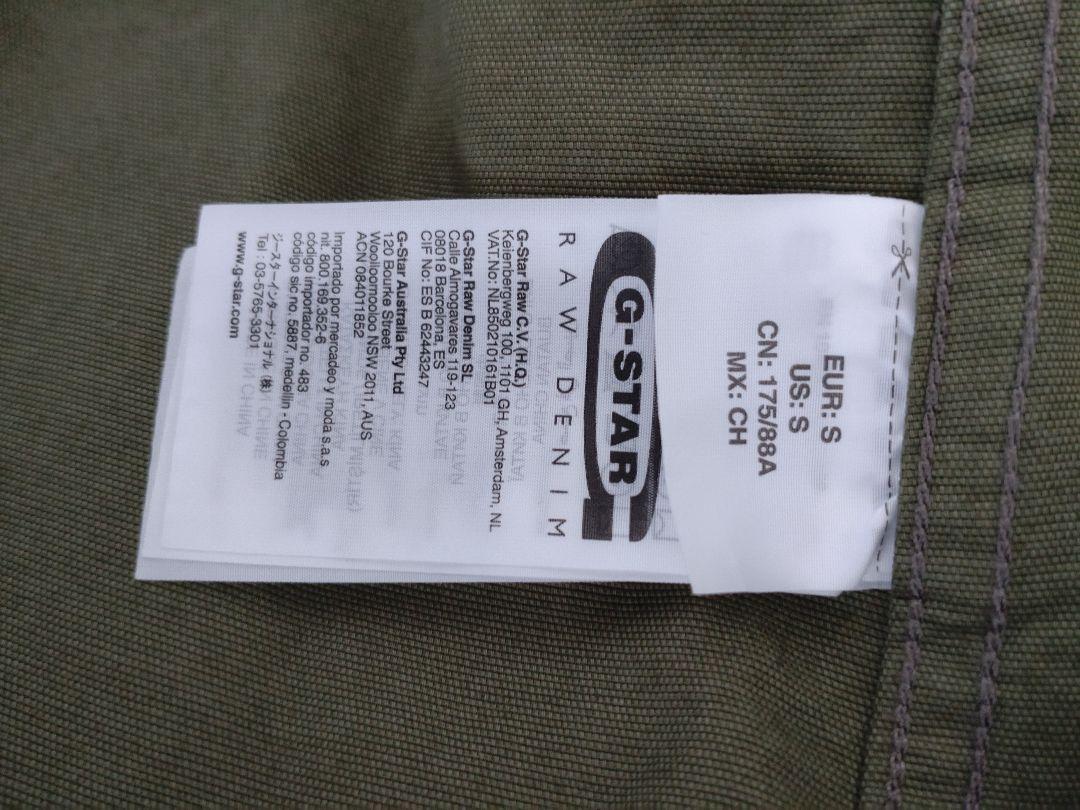 EUR: S
US: S
CN: 175/88A
MX: CH
G-STAR
RAW DENIM
G-Star Raw C.V. (H.Q.)
Keienbergweg 100, 1101 GH, Amsterdam, NL
VAT.No: NL850210161B01
G-Star Raw Denim SL
Calle Almogavares 119-123
08018 Barcelona, ES
CIF No: ES B 62443247
G-Star Australia Pty Ltd
120 Bourke Street
Woolloomooloo NSW 2011, AUS
ACN 084011852
Importado por mercadeo y moda s.a.s
nit. 800.169.352-6
código importador no. 483
código sic no. 5887, medellin - Colombia
ジースターインターナショナル (株)
Tel : 03-5765-3301
www.g-star.com